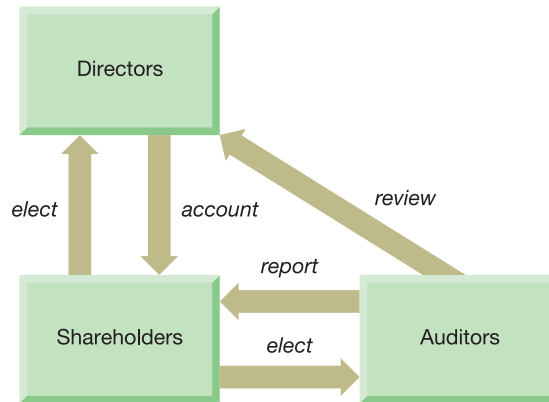 Directors
elect
account
review
report
Shareholders
Auditors
elect